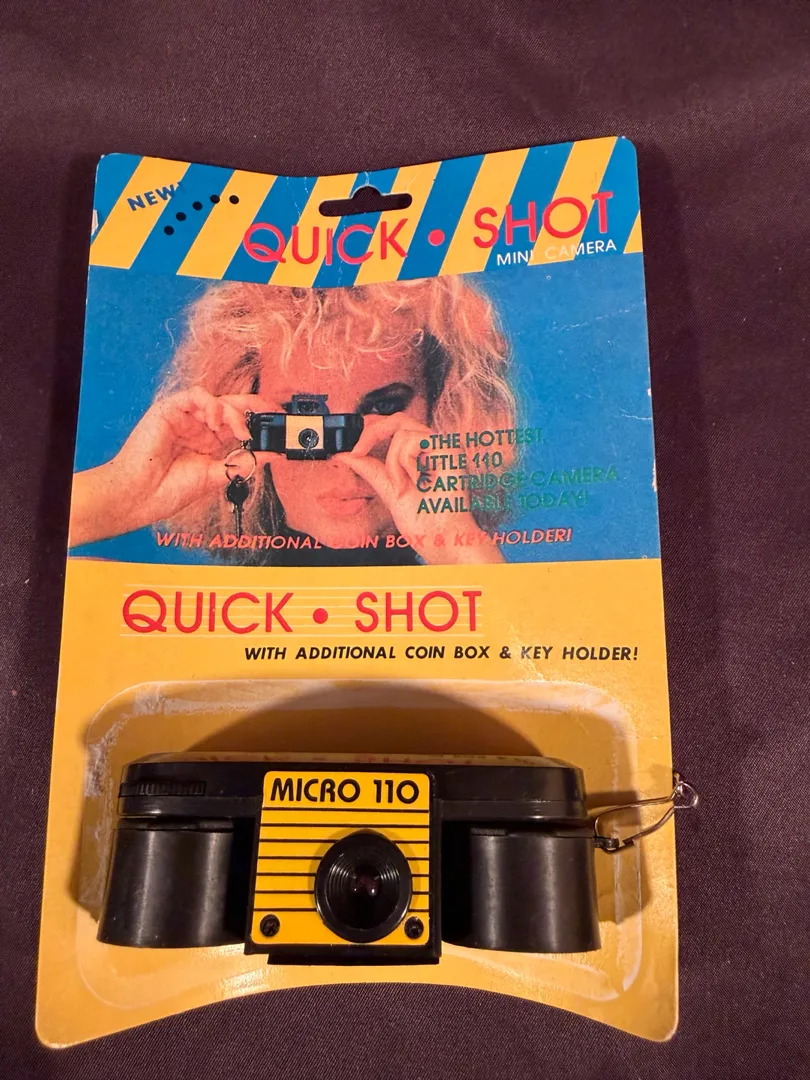 NEW!
QUICK • SHOT
MINI CAMERA
•THE HOTTEST
LITTLE 110
CARTRIDGE CAMERA
AVAILABLE TODAY!
WITH ADDITIONAL COIN BOX & KEY HOLDER!
QUICK • SHOT
WITH ADDITIONAL COIN BOX & KEY HOLDER!
MICRO 110